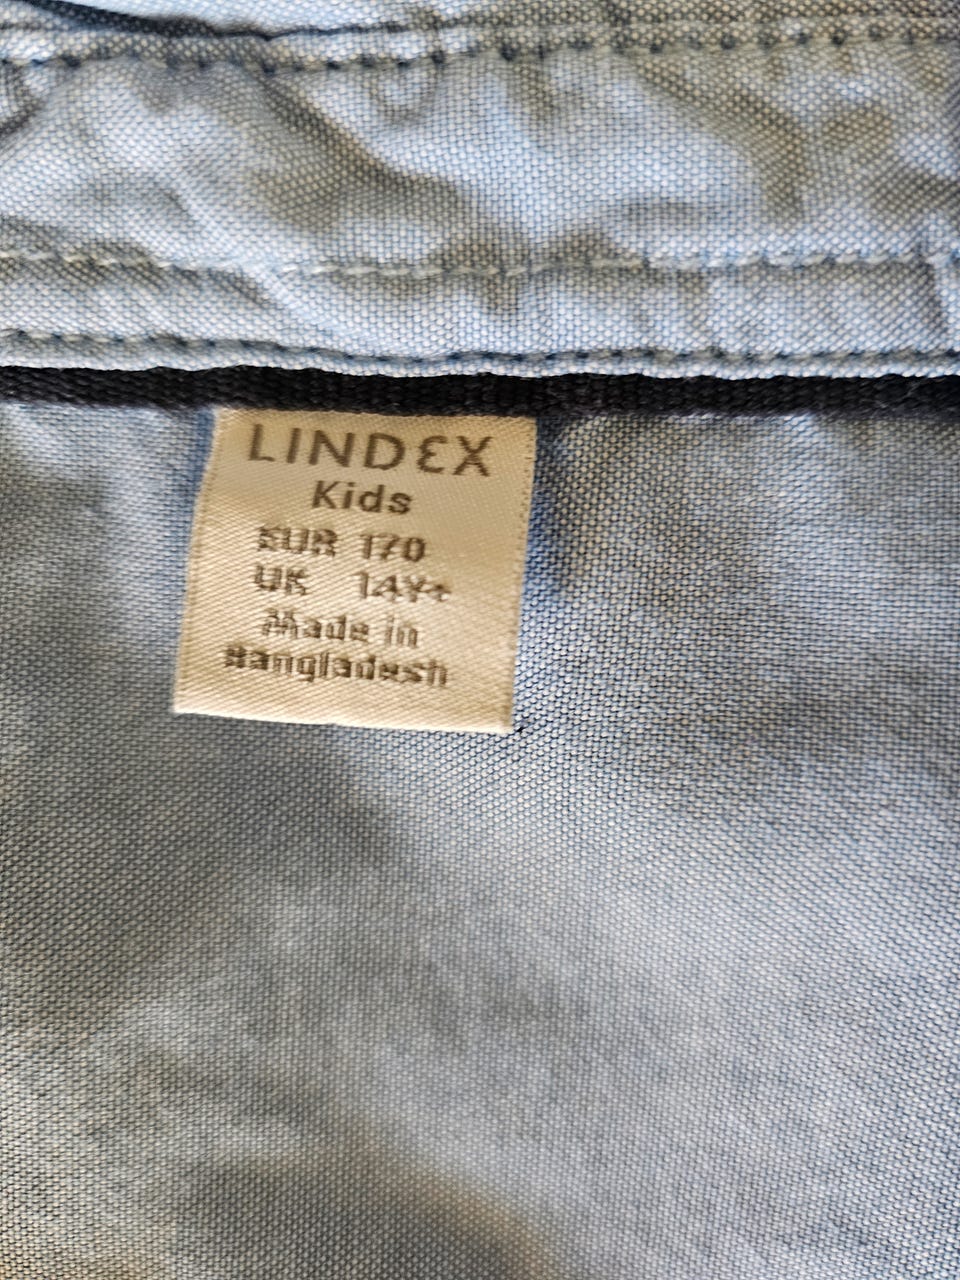 LINDEX
Kids
EUR 170
UK 14Y+
Made in
Bangladesh